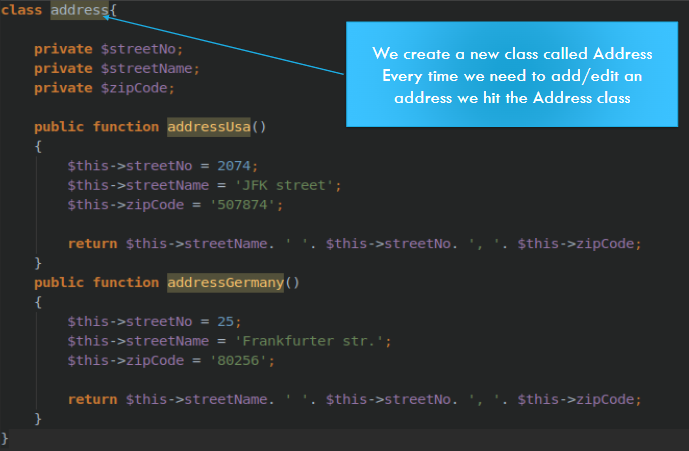 class address{
We create a new class called Address
Every time we need to add/edit an
address we hit the Address class
private $streetNo;
private $streetName;
private $zipCode;
public function addressUsa()
{
$this->streetNo = 2074;
$this->streetName = 'JFK street';
$this->zipCode = '507874';
return $this->streetName. ' '. $this->streetNo. ', '. $this->zipCode;
}
public function addressGermany()
{
$this->streetNo = 25;
$this->streetName = 'Frankfurter str.';
$this->zipCode = '80256';
return $this->streetName. ' '. $this->streetNo. ', '. $this->zipCode;
}
}